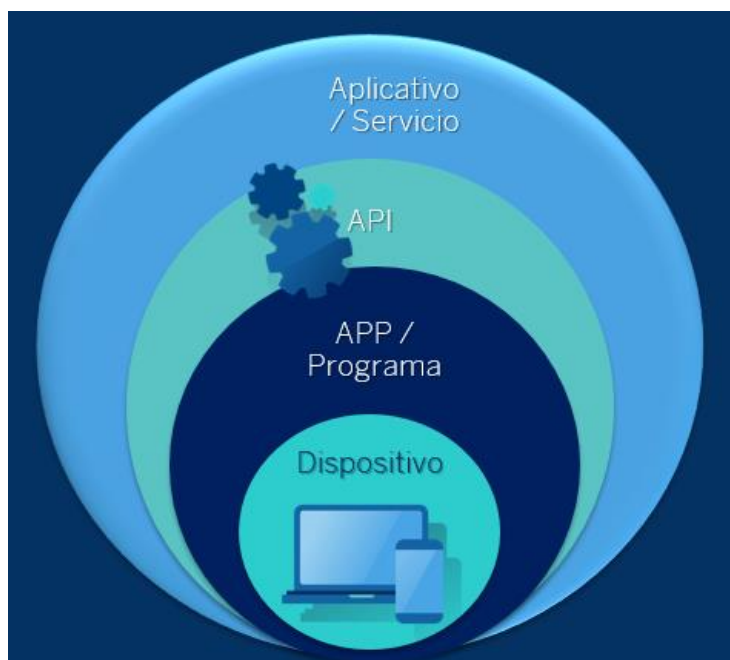 Aplicativo
/ Servicio
API
APP /
Programa
Dispositivo